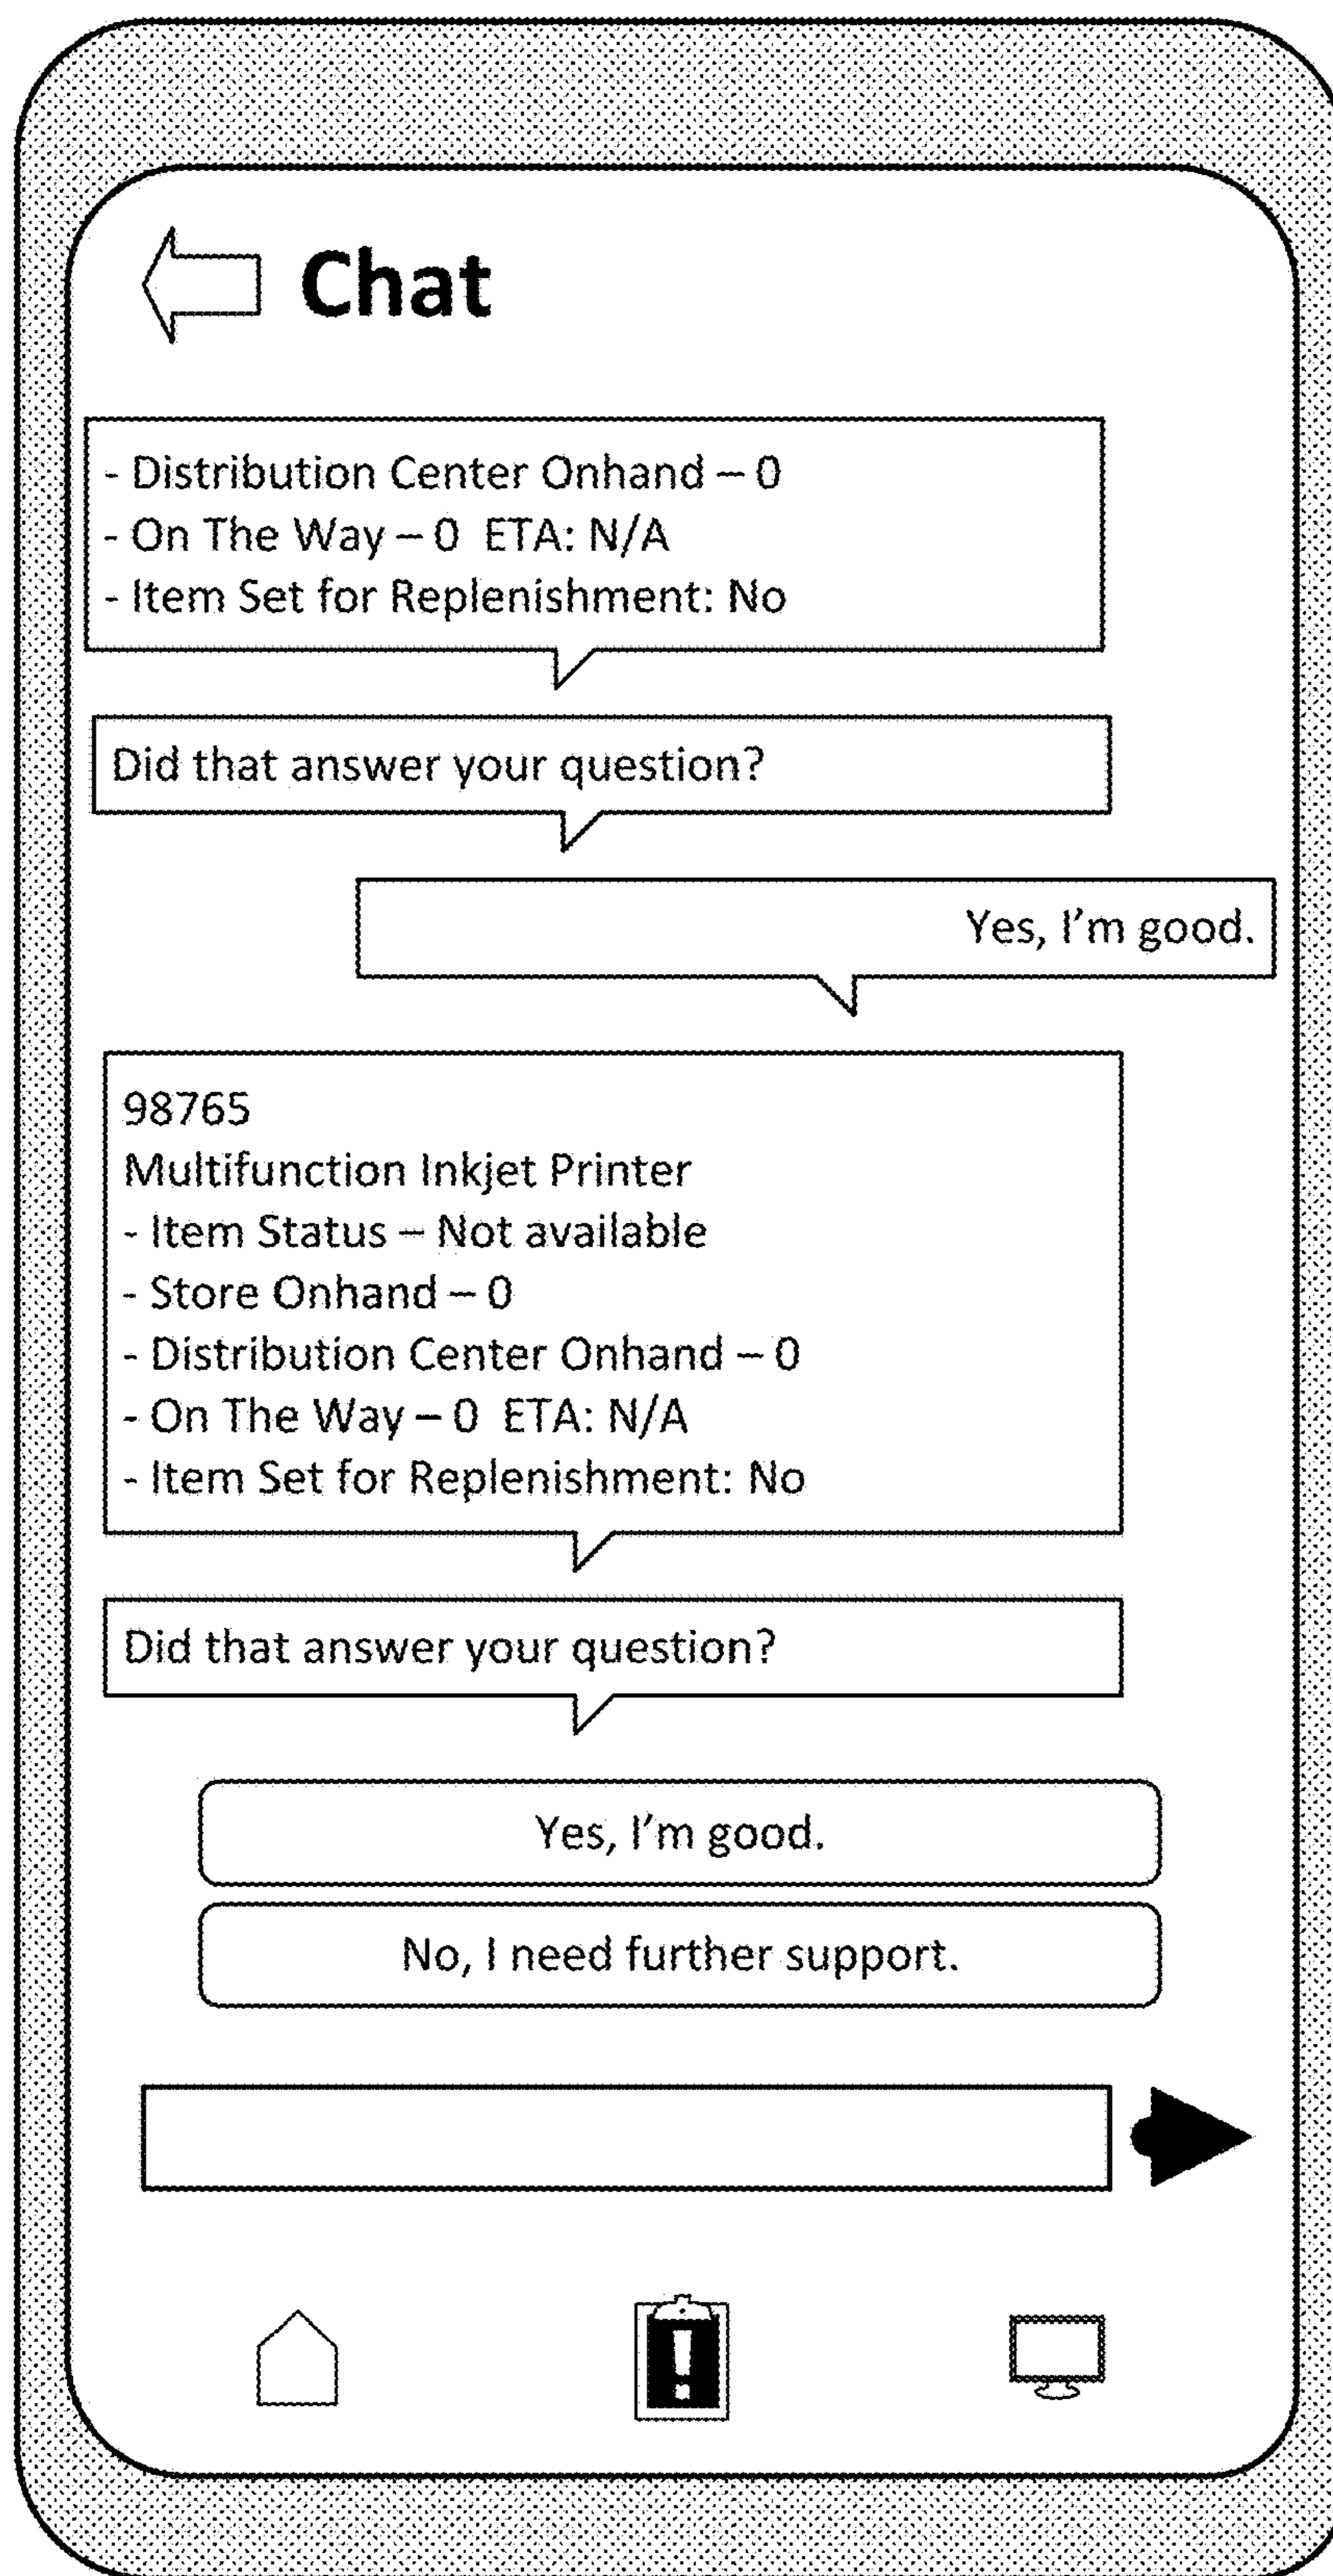 Chat
- Distribution Center Onhand – 0
- On The Way – 0  ETA: N/A
- Item Set for Replenishment: No
Did that answer your question?
Yes, I'm good.
98765
Multifunction Inkjet Printer
- Item Status – Not available
- Store Onhand – 0
- Distribution Center Onhand – 0
- On The Way – 0  ETA: N/A
- Item Set for Replenishment: No
Did that answer your question?
Yes, I'm good.
No, I need further support.
!